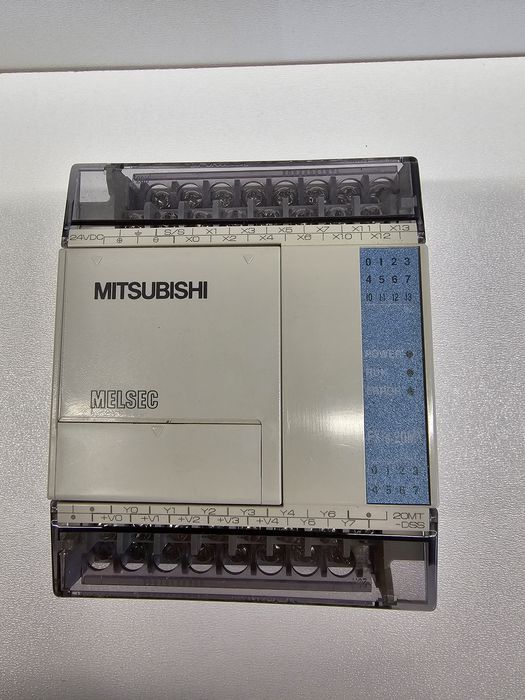 S/S X1 X3 X5 X7 X11 X13
24VDC X0 X2 X4 X6 X10 X12
0 1 2 3
4 5 6 7
10 11 12 13
MITSUBISHI
POWER
RUN
ERROR
MELSEC
0 1 2 3
4 5 6 7
Y0 Y1 Y2 Y3 Y4 Y6
+V0 +V1 +V2 +V3 +V4 Y5 Y7
20MT
-DSS